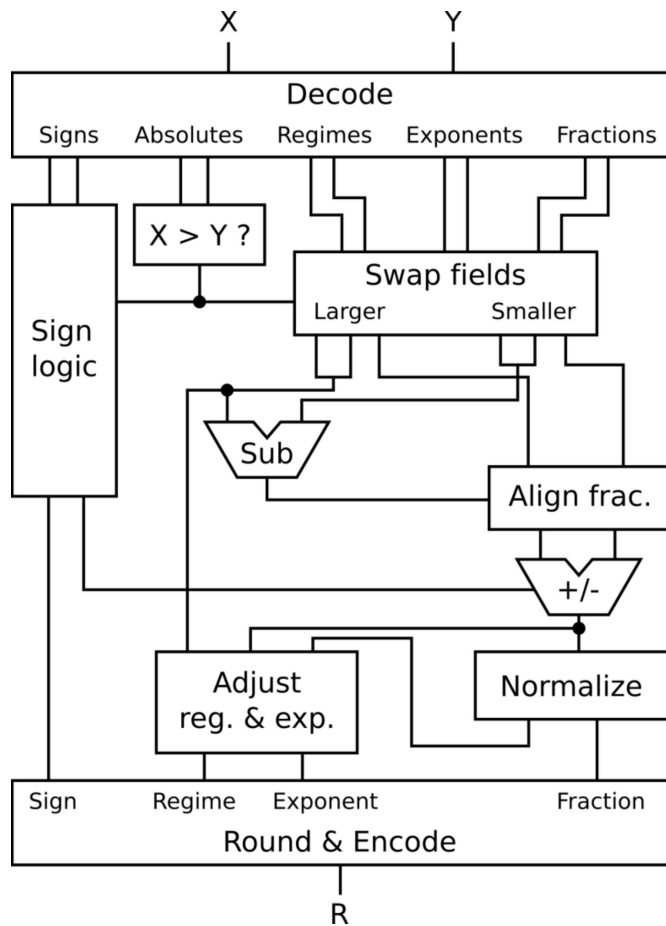 X Y
Decode
Signs Absolutes Regimes Exponents Fractions
X > Y ?
Swap fields
Larger Smaller
Sign
logic
Sub
Align frac.
+/-
Adjust
reg. & exp.
Normalize
Sign Regime Exponent Fraction
Round & Encode
R